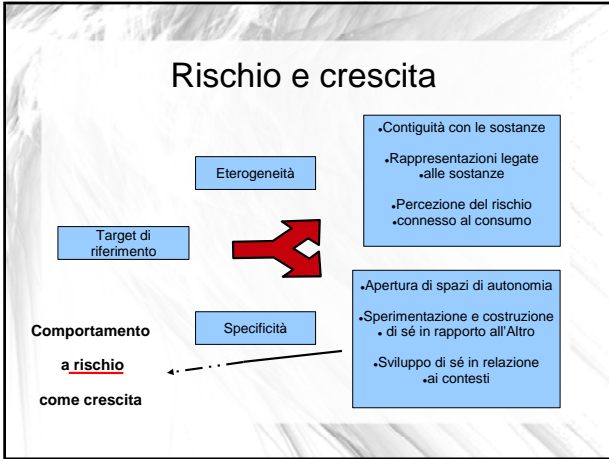 Rischio e crescita
Eterogeneità
•Contiguità con le sostanze
•Rappresentazioni legate
•alle sostanze
•Percezione del rischio
•connesso al consumo
Target di
riferimento
Specificità
•Apertura di spazi di autonomia
•Sperimentazione e costruzione
• di sé in rapporto all'Altro
•Sviluppo di sé in relazione
•ai contesti
Comportamento
a rischio
come crescita